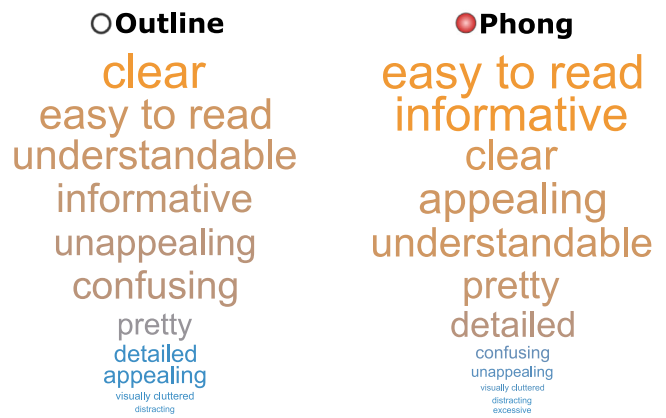 Outline
clear
easy to read
understandable
informative
unappealing
confusing
pretty
detailed
appealing
visually cluttered
distracting
Phong
easy to read
informative
clear
appealing
understandable
pretty
detailed
confusing
unappealing
visually cluttered
distracting
excessive